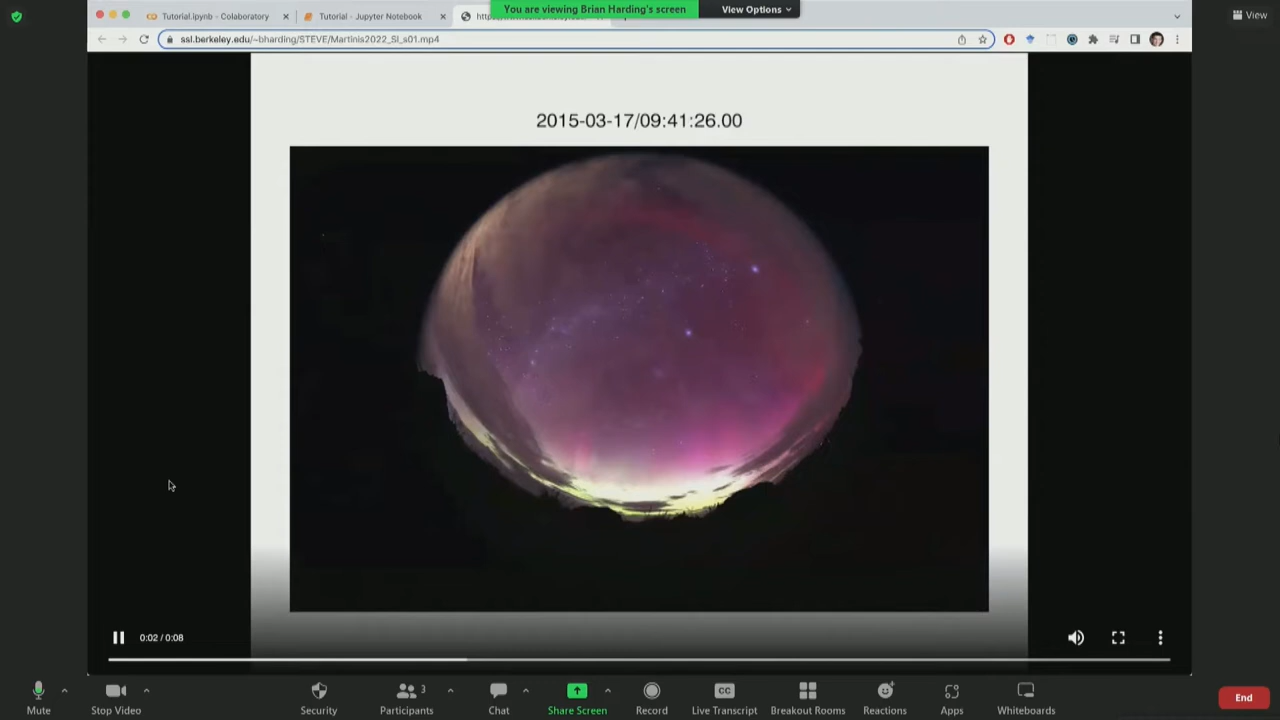 Tutorial.ipynb - Colaboratory
Tutorial - Jupyter Notebook
You are viewing Brian Harding's screen
View Options
View
ssl.berkeley.edu/~bharding/STEVE/Martinis2022_SI_s01.mp4
2015-03-17/09:41:26.00
0:02 / 0:08
Mute
Stop Video
Security
Participants
3
Chat
Share Screen
Record
CC
Live Transcript
Breakout Rooms
Reactions
Apps
Whiteboards
End